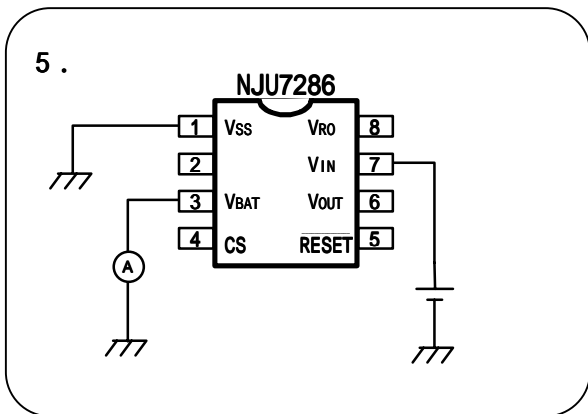 5 .
NJU7286
1 VSS VRO 8
2 VIN 7
3 VBAT VOUT 6
4 CS RESET 5
A